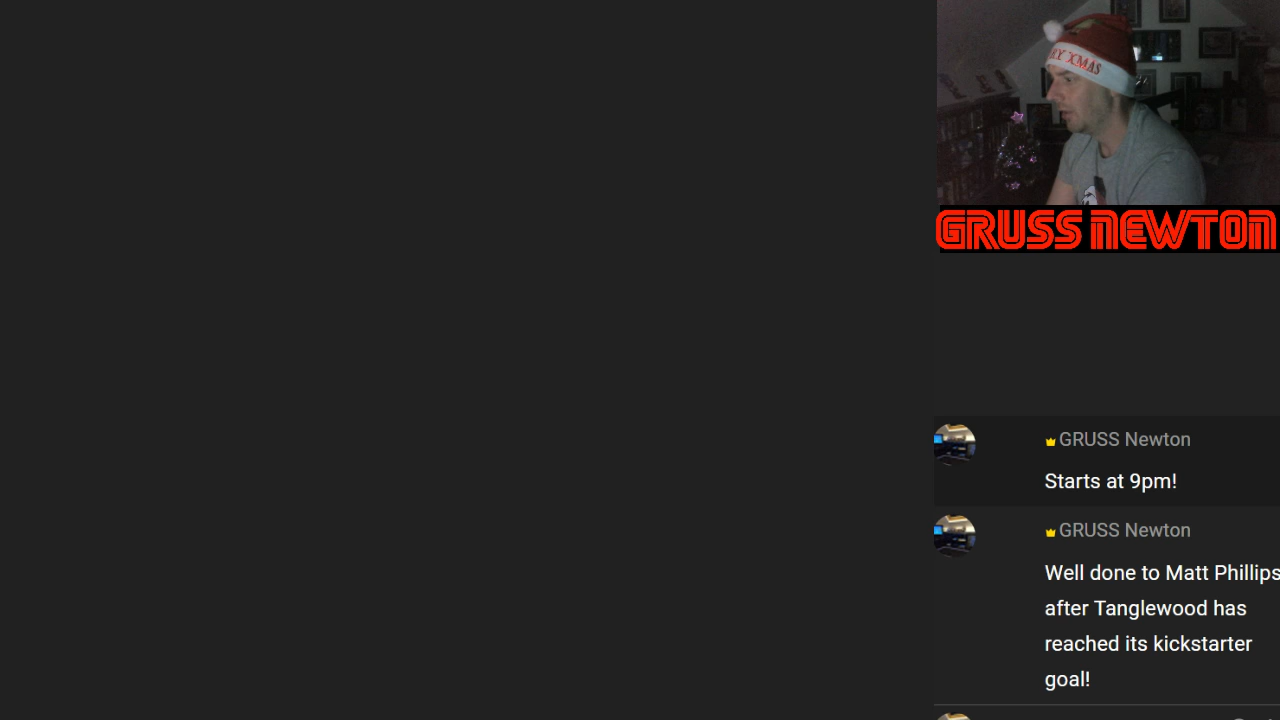 RY XMAS
GRUSS NEWTON
GRUSS Newton
Starts at 9pm!
GRUSS Newton
Well done to Matt Phillips
after Tanglewood has
reached its kickstarter
goal!